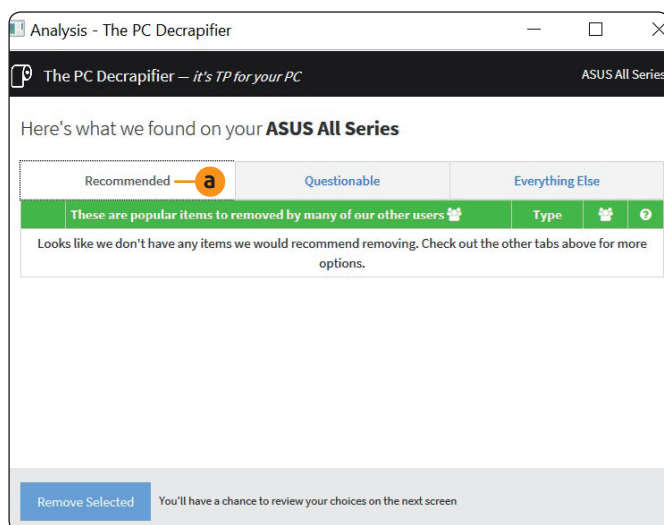 Analysis - The PC Decrapifier
The PC Decrapifier — it's TP for your PC
ASUS All Series
Here's what we found on your ASUS All Series
Recommended a Questionable Everything Else
These are popular items to removed by many of our other users Type ?
Looks like we don't have any items we would recommend removing. Check out the other tabs above for more
options.
Remove Selected You'll have a chance to review your choices on the next screen